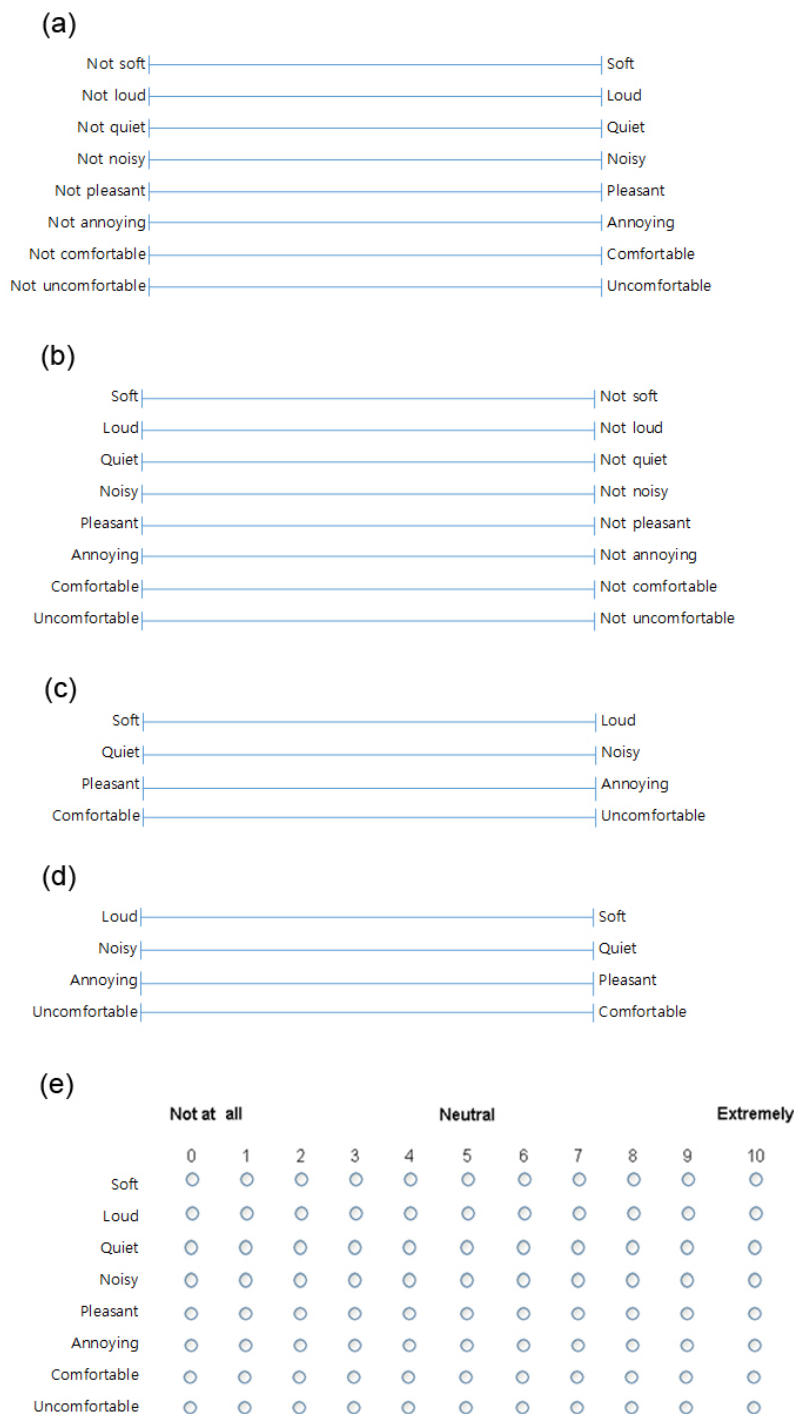 (a)
Not soft Soft
Not loud Loud
Not quiet Quiet
Not noisy Noisy
Not pleasant Pleasant
Not annoying Annoying
Not comfortable Comfortable
Not uncomfortable Uncomfortable
(b)
Soft Not soft
Loud Not loud
Quiet Not quiet
Noisy Not noisy
Pleasant Not pleasant
Annoying Not annoying
Comfortable Not comfortable
Uncomfortable Not uncomfortable
(c)
Soft Loud
Quiet Noisy
Pleasant Annoying
Comfortable Uncomfortable
(d)
Loud Soft
Noisy Quiet
Annoying Pleasant
Uncomfortable Comfortable
(e)
Not at all Neutral Extremely
0 1 2 3 4 5 6 7 8 9 10
Soft
Loud
Quiet
Noisy
Pleasant
Annoying
Comfortable
Uncomfortable